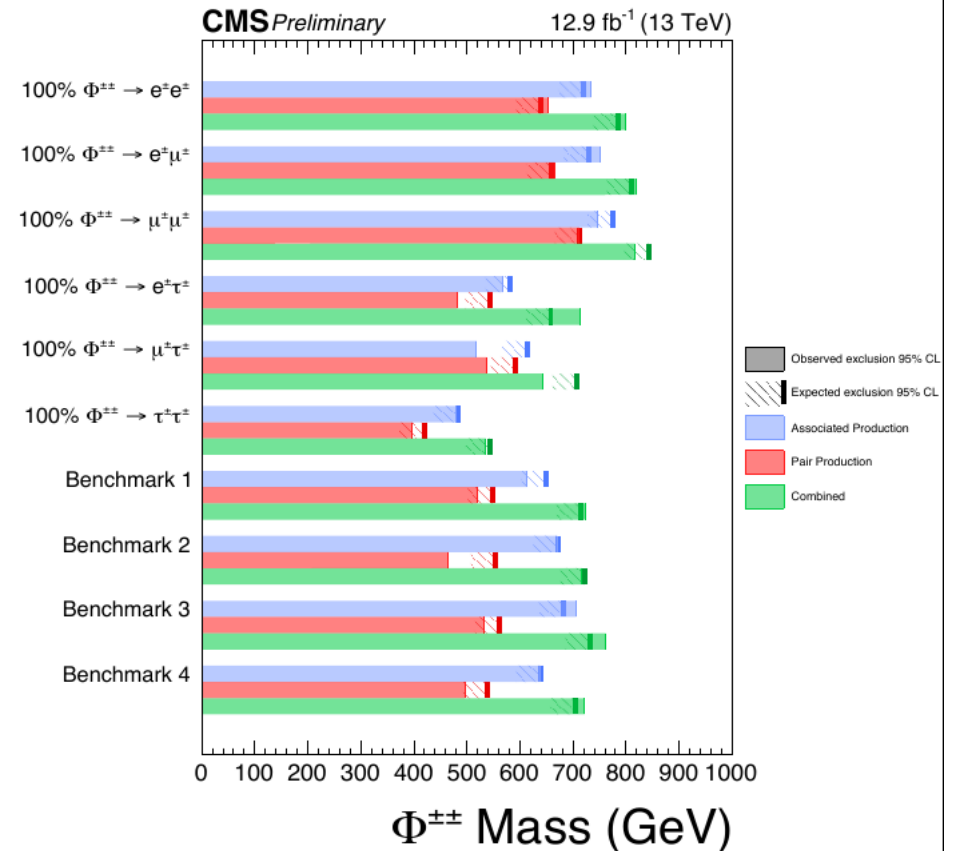 CMS Preliminary 12.9 fb⁻¹ (13 TeV)
100% Φ±± → e±e±
100% Φ±± → e±μ±
100% Φ±± → μ±μ±
100% Φ±± → e±τ±
100% Φ±± → μ±τ±
100% Φ±± → τ±τ±
Benchmark 1
Benchmark 2
Benchmark 3
Benchmark 4
Observed exclusion 95% CL
Expected exclusion 95% CL
Associated Production
Pair Production
Combined
0 100 200 300 400 500 600 700 800 900 1000
Φ±± Mass (GeV)